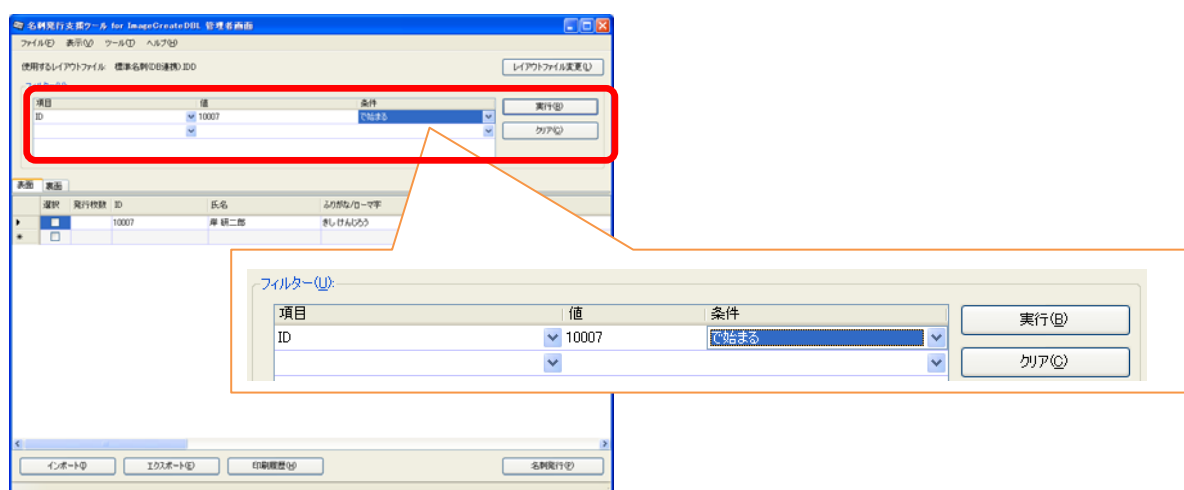 名刺発行支援ツール for ImageCreateDBL 管理者画面
ファイル(F) 表示(V) ツール(T) ヘルプ(H)
使用するレイアウトファイル: 標準名刺(DB連携).IDD レイアウトファイル変更(L)
フィルター(U):
項目 値 条件 実行(B)
ID 10007 で始まる
クリア(C)
表面 裏面
選択 発行枚数 ID 氏名 ふりがな/ローマ字
10007 岸 研二郎 きし けんじろう
フィルター(U):
項目 値 条件 実行(B)
ID 10007 で始まる
クリア(C)
インポート(I) エクスポート(E) 印刷履歴(H) 名刺発行(P)